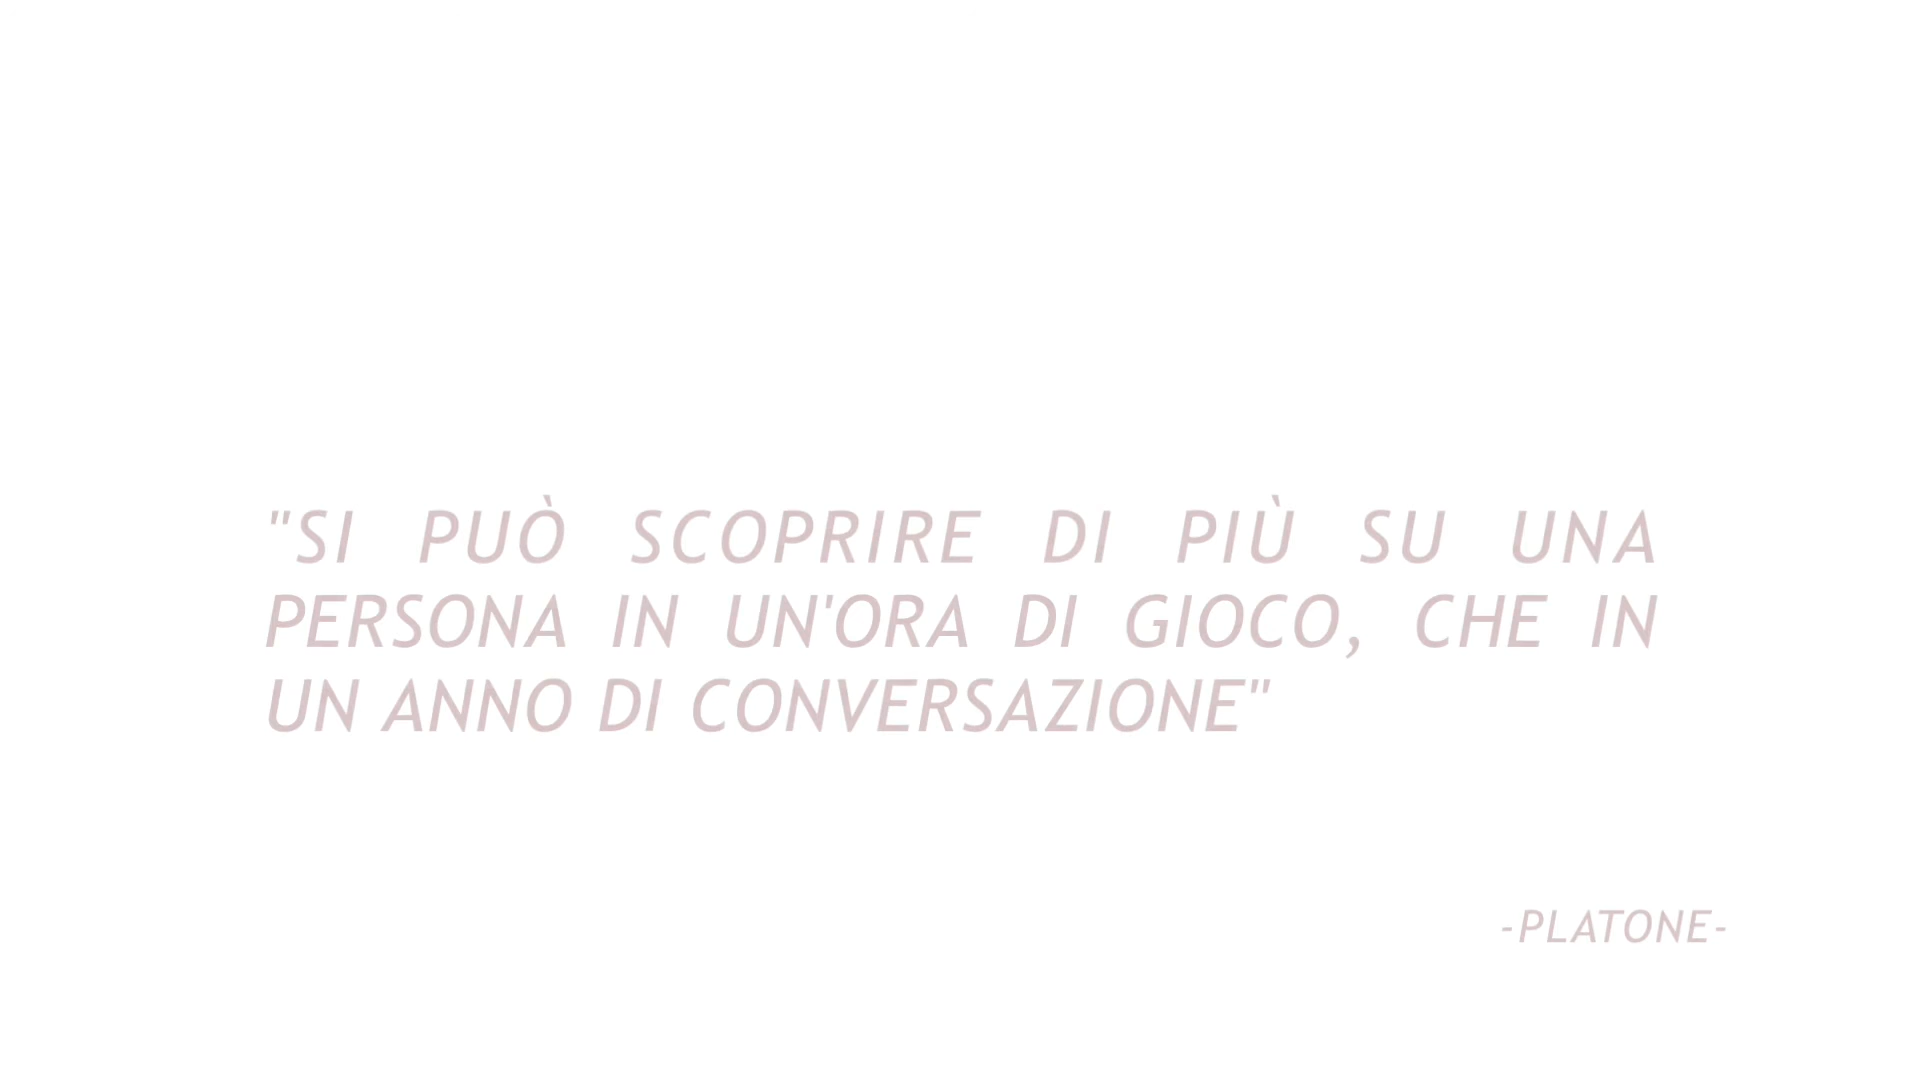 "SI PUÒ SCOPRIRE DI PIÙ SU UNA
PERSONA IN UN'ORA DI GIOCO, CHE IN
UN ANNO DI CONVERSAZIONE"
-PLATONE-